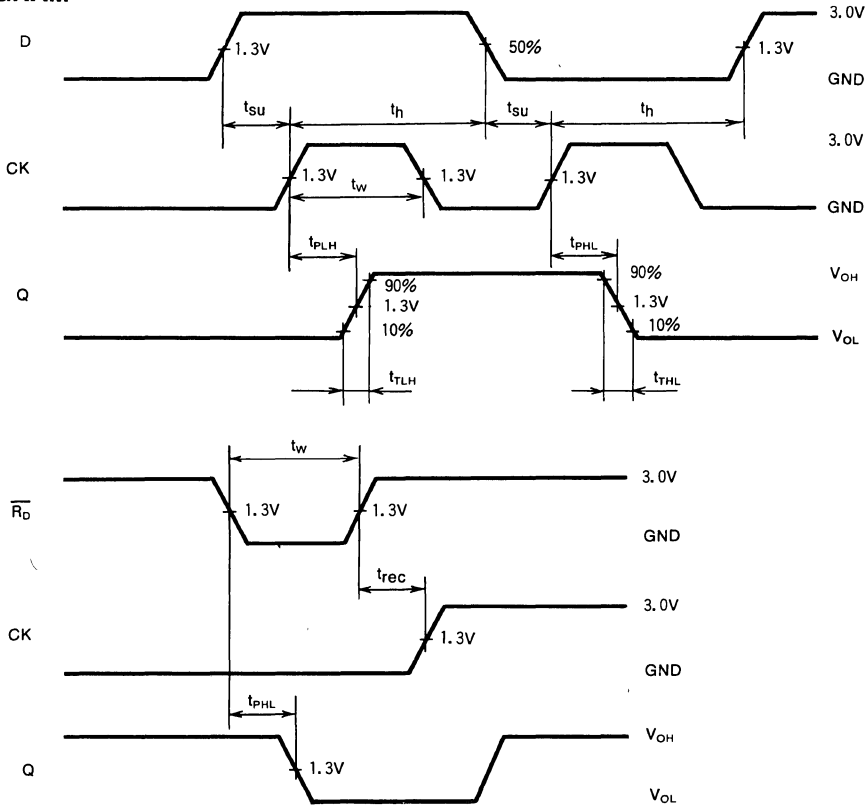 3.0V
D
1.3V
50%
1.3V
GND
tsu
th
tsu
th
3.0V
CK
1.3V
tw
1.3V
1.3V
GND
tPLH
tPHL
90%
90%
VOH
Q
1.3V
1.3V
10%
10%
VOL
tTLH
tTHL
tw
3.0V
R̅D̅
1.3V
1.3V
GND
trec
3.0V
CK
1.3V
GND
tPHL
VOH
Q
1.3V
VOL